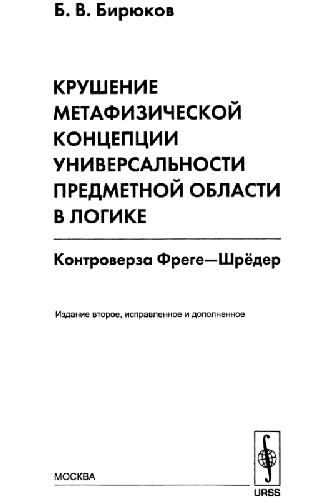 Б. В. Бирюков
КРУШЕНИЕ
МЕТАФИЗИЧЕСКОЙ
КОНЦЕПЦИИ
УНИВЕРСАЛЬНОСТИ
ПРЕДМЕТНОЙ ОБЛАСТИ
В ЛОГИКЕ
Контроверза Фреге—Шрёдер
Издание второе, исправленное и дополненное
МОСКВА
URSS